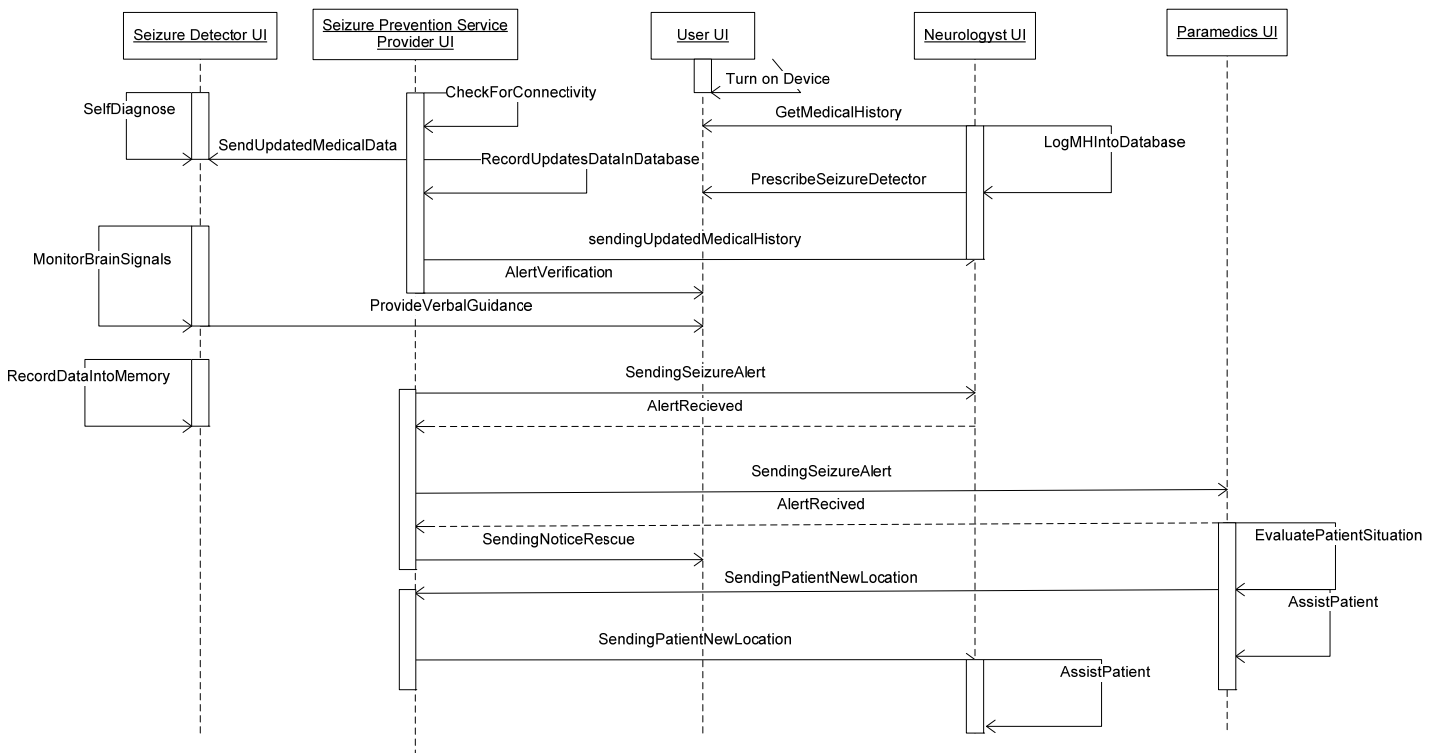 Seizure Detector UI
Seizure Prevention Service
Provider UI
User UI
Neurologyst UI
Paramedics UI
Turn on Device
CheckForConnectivity
SelfDiagnose
GetMedicalHistory
LogMHIntoDatabase
SendUpdatedMedicalData
RecordUpdatesDataInDatabase
PrescribeSeizureDetector
sendingUpdatedMedicalHistory
MonitorBrainSignals
AlertVerification
ProvideVerbalGuidance
SendingSeizureAlert
RecordDataIntoMemory
AlertRecieved
SendingSeizureAlert
AlertRecived
EvaluatePatientSituation
SendingNoticeRescue
SendingPatientNewLocation
AssistPatient
SendingPatientNewLocation
AssistPatient